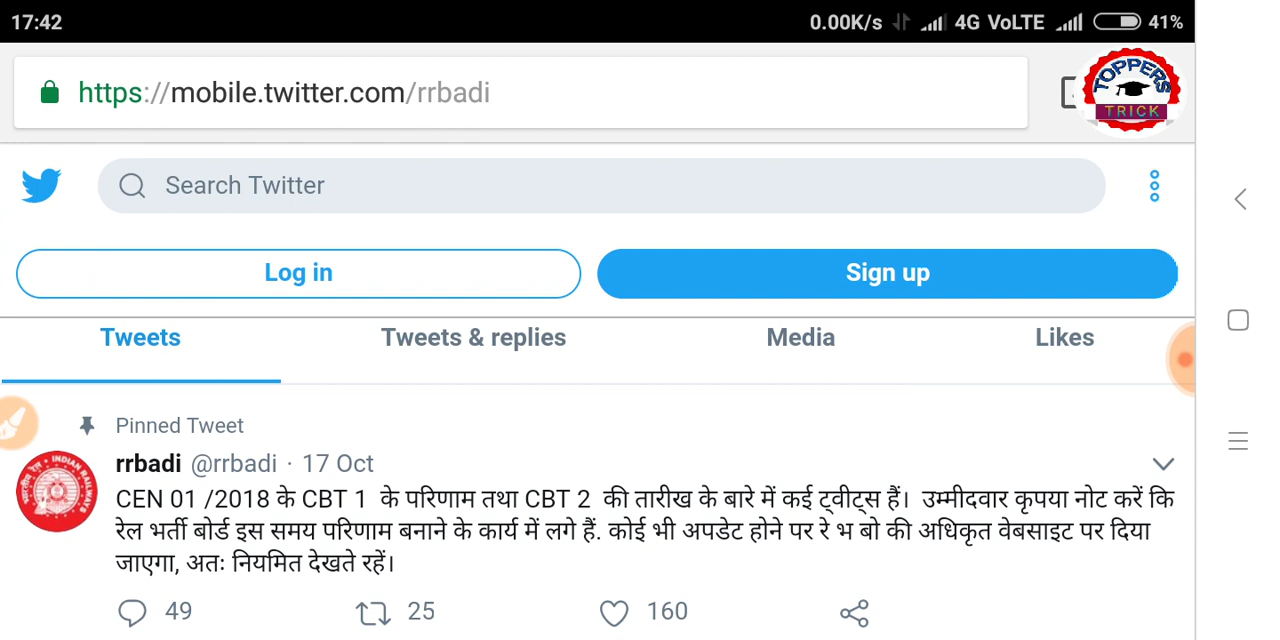 17:42 0.00K/s 4G VoLTE 41%
https://mobile.twitter.com/rrbadi
TOPPERS
TRICK
Search Twitter
Log in Sign up
Tweets Tweets & replies Media Likes
Pinned Tweet
rrbadi @rrbadi · 17 Oct
INDIAN RAILWAYS
CEN 01 /2018 के CBT 1 के परिणाम तथा CBT 2 की तारीख के बारे में कई ट्वीट्स हैं। उम्मीदवार कृपया नोट करें कि
रेल भर्ती बोर्ड इस समय परिणाम बनाने के कार्य में लगे हैं. कोई भी अपडेट होने पर रे भ बो की अधिकृत वेबसाइट पर दिया
जाएगा, अतः नियमित देखते रहें।
49 25 160